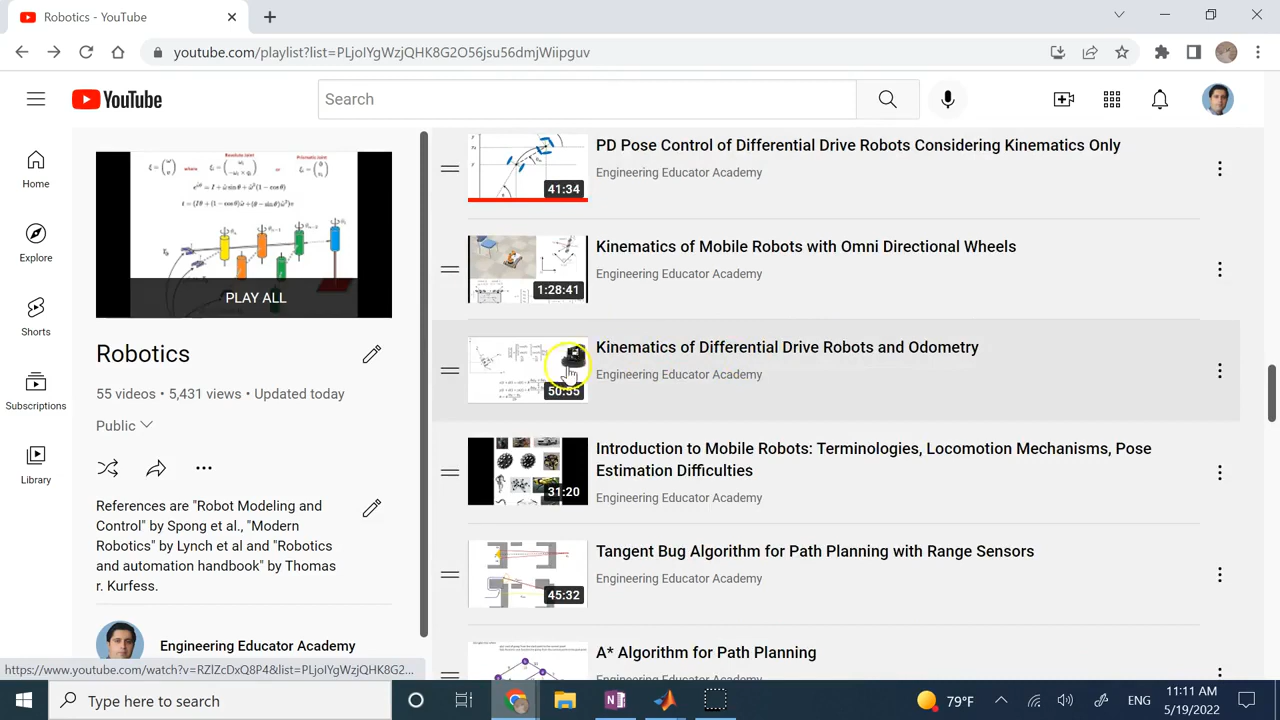 Robotics - YouTube
youtube.com/playlist?list=PLjoIYgWzjQHK8G2O56jsu56dmjWiipguv
YouTube
Search
Home
Explore
Shorts
Subscriptions
Library
Revolute Joint
Prismatic Joint
where
or
PLAY ALL
Robotics
55 videos • 5,431 views • Updated today
Public
References are "Robot Modeling and
Control" by Spong et al., "Modern
Robotics" by Lynch et al and "Robotics
and automation handbook" by Thomas
r. Kurfess.
Engineering Educator Academy
PD Pose Control of Differential Drive Robots Considering Kinematics Only
Engineering Educator Academy
41:34
Kinematics of Mobile Robots with Omni Directional Wheels
Engineering Educator Academy
1:28:41
Kinematics of Differential Drive Robots and Odometry
Engineering Educator Academy
50:55
Introduction to Mobile Robots: Terminologies, Locomotion Mechanisms, Pose
Estimation Difficulties
Engineering Educator Academy
31:20
Tangent Bug Algorithm for Path Planning with Range Sensors
Engineering Educator Academy
45:32
A* Algorithm for Path Planning
https://www.youtube.com/watch?v=RZlZcDxQ8P4&list=PLjoIYgWzjQHK8G2...
Type here to search
79°F
ENG
11:11 AM
5/19/2022